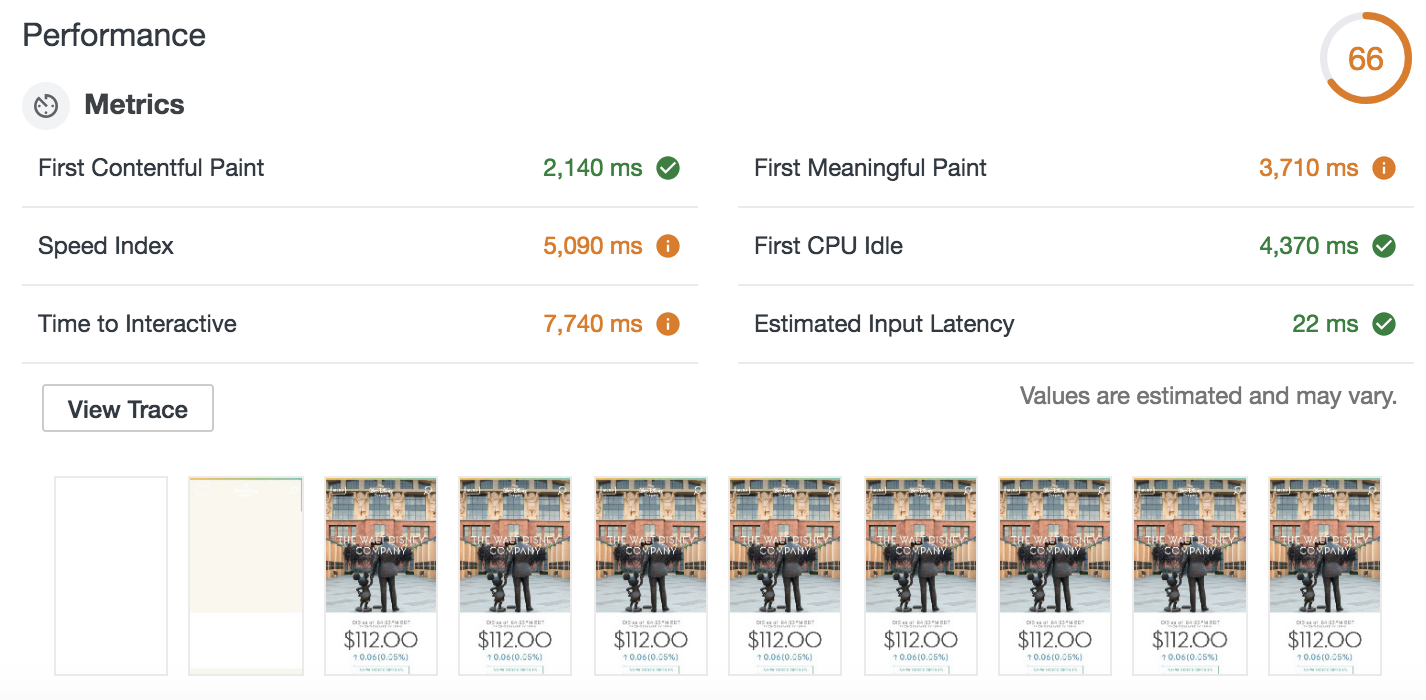 Performance
66
Metrics
First Contentful Paint 2,140 ms
First Meaningful Paint 3,710 ms
Speed Index 5,090 ms
First CPU Idle 4,370 ms
Time to Interactive 7,740 ms
Estimated Input Latency 22 ms
View Trace
Values are estimated and may vary.
THE WALT DISNEY COMPANY
$112.00
↑ 0.06(0.05%)
THE WALT DISNEY COMPANY
$112.00
↑ 0.06(0.05%)
THE WALT DISNEY COMPANY
$112.00
↑ 0.06(0.05%)
THE WALT DISNEY COMPANY
$112.00
↑ 0.06(0.05%)
THE WALT DISNEY COMPANY
$112.00
↑ 0.06(0.05%)
THE WALT DISNEY COMPANY
$112.00
↑ 0.06(0.05%)
THE WALT DISNEY COMPANY
$112.00
↑ 0.06(0.05%)
THE WALT DISNEY COMPANY
$112.00
↑ 0.06(0.05%)